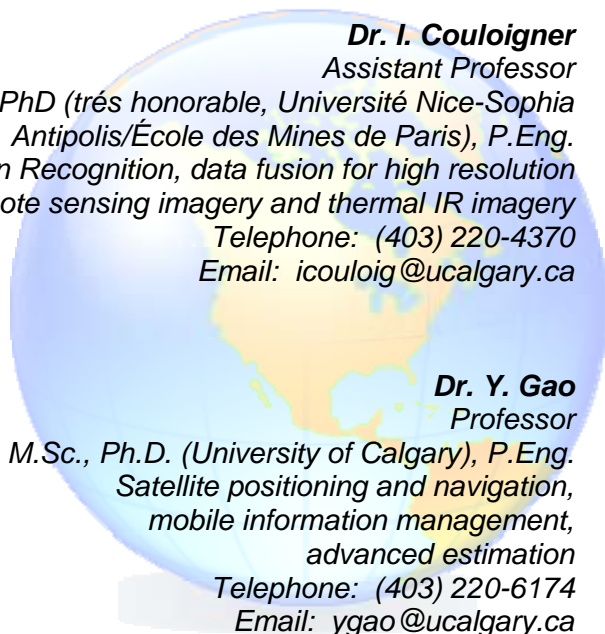 Dr. I. Couloigner
Assistant Professor
PhD (trés honorable, Université Nice-Sophia
Antipolis/École des Mines de Paris), P.Eng.
n Recognition, data fusion for high resolution
ote sensing imagery and thermal IR imagery
Telephone: (403) 220-4370
Email: icouloig@ucalgary.ca
Dr. Y. Gao
Professor
M.Sc., Ph.D. (University of Calgary), P.Eng.
Satellite positioning and navigation,
mobile information management,
advanced estimation
Telephone: (403) 220-6174
Email: ygao@ucalgary.ca